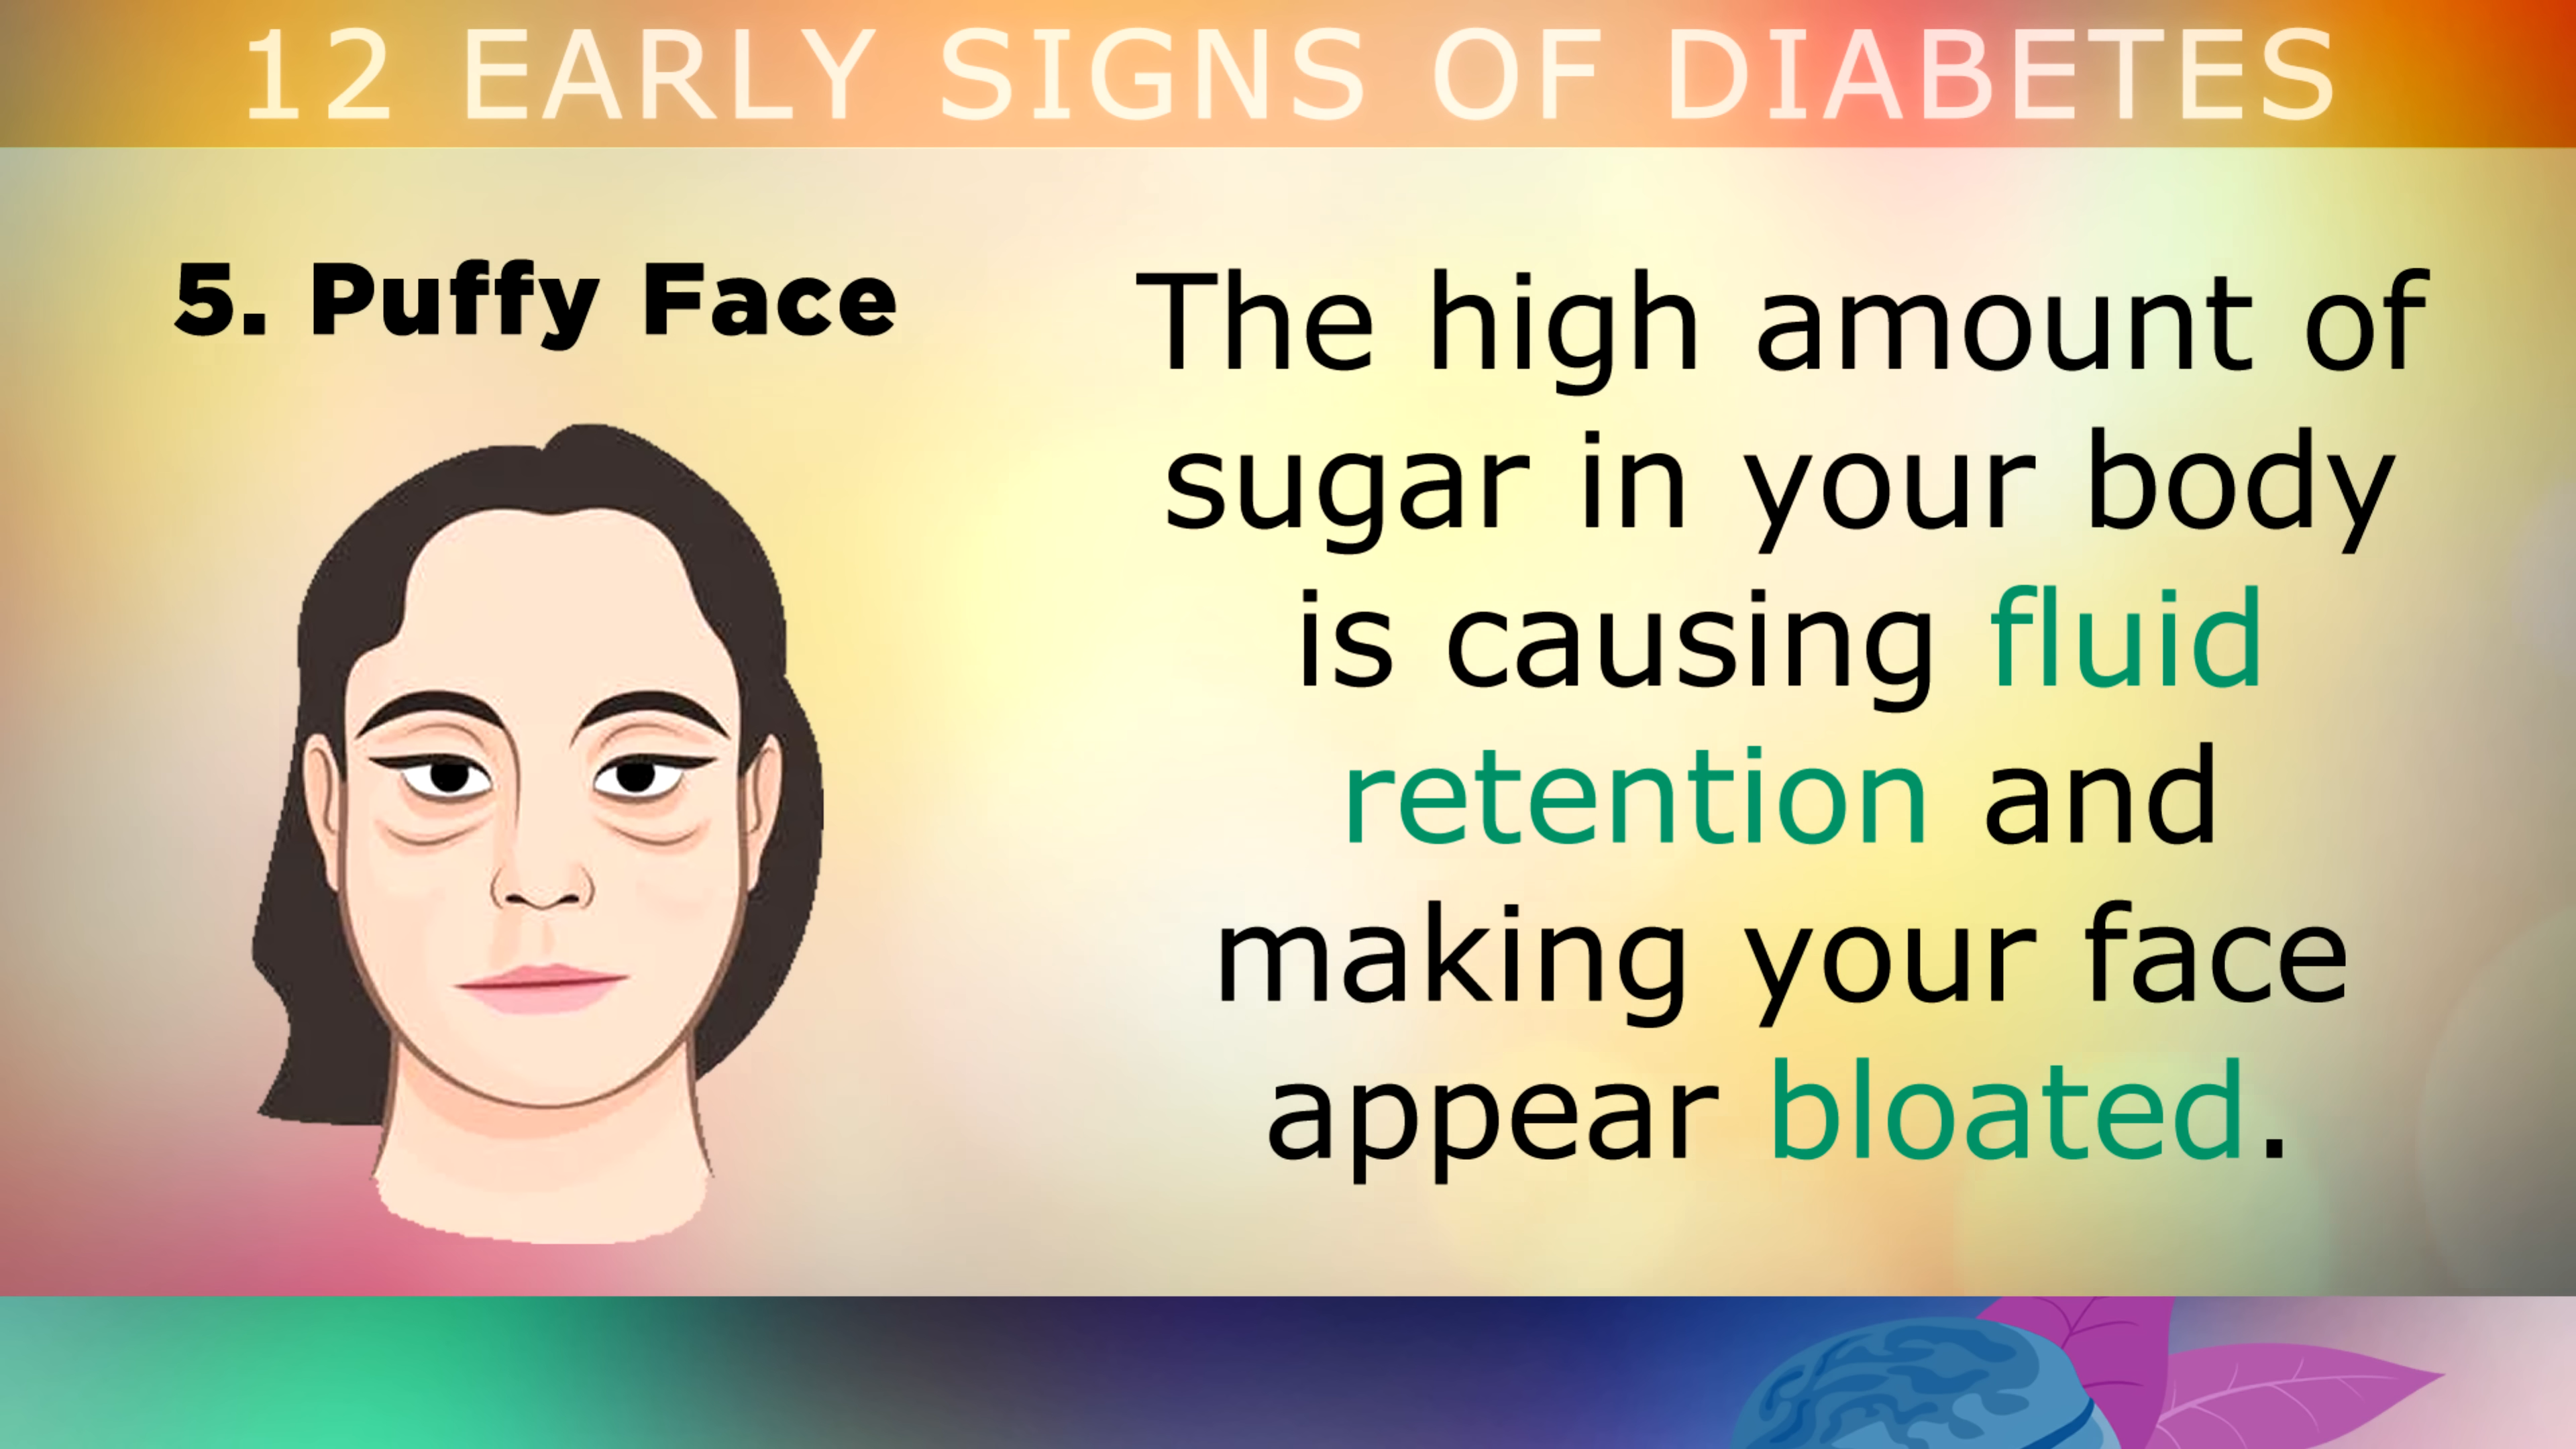 12 EARLY SIGNS OF DIABETES
5. Puffy Face
The high amount of
sugar in your body
is causing fluid
retention and
making your face
appear bloated.